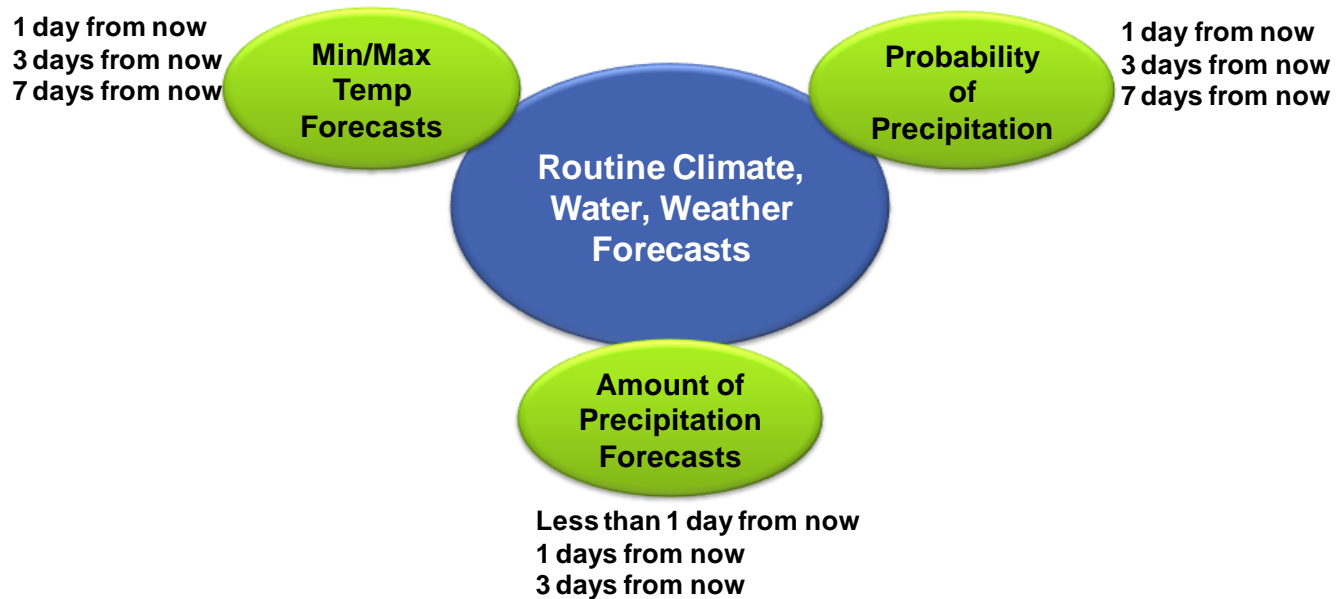 1 day from now
3 days from now
7 days from now
Min/Max
Temp
Forecasts
Probability
of
Precipitation
1 day from now
3 days from now
7 days from now
Routine Climate,
Water, Weather
Forecasts
Amount of
Precipitation
Forecasts
Less than 1 day from now
1 days from now
3 days from now